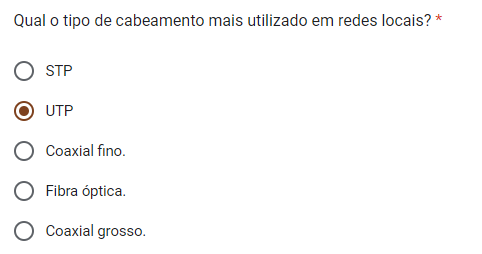 Qual o tipo de cabeamento mais utilizado em redes locais? *
STP
UTP
Coaxial fino.
Fibra óptica.
Coaxial grosso.